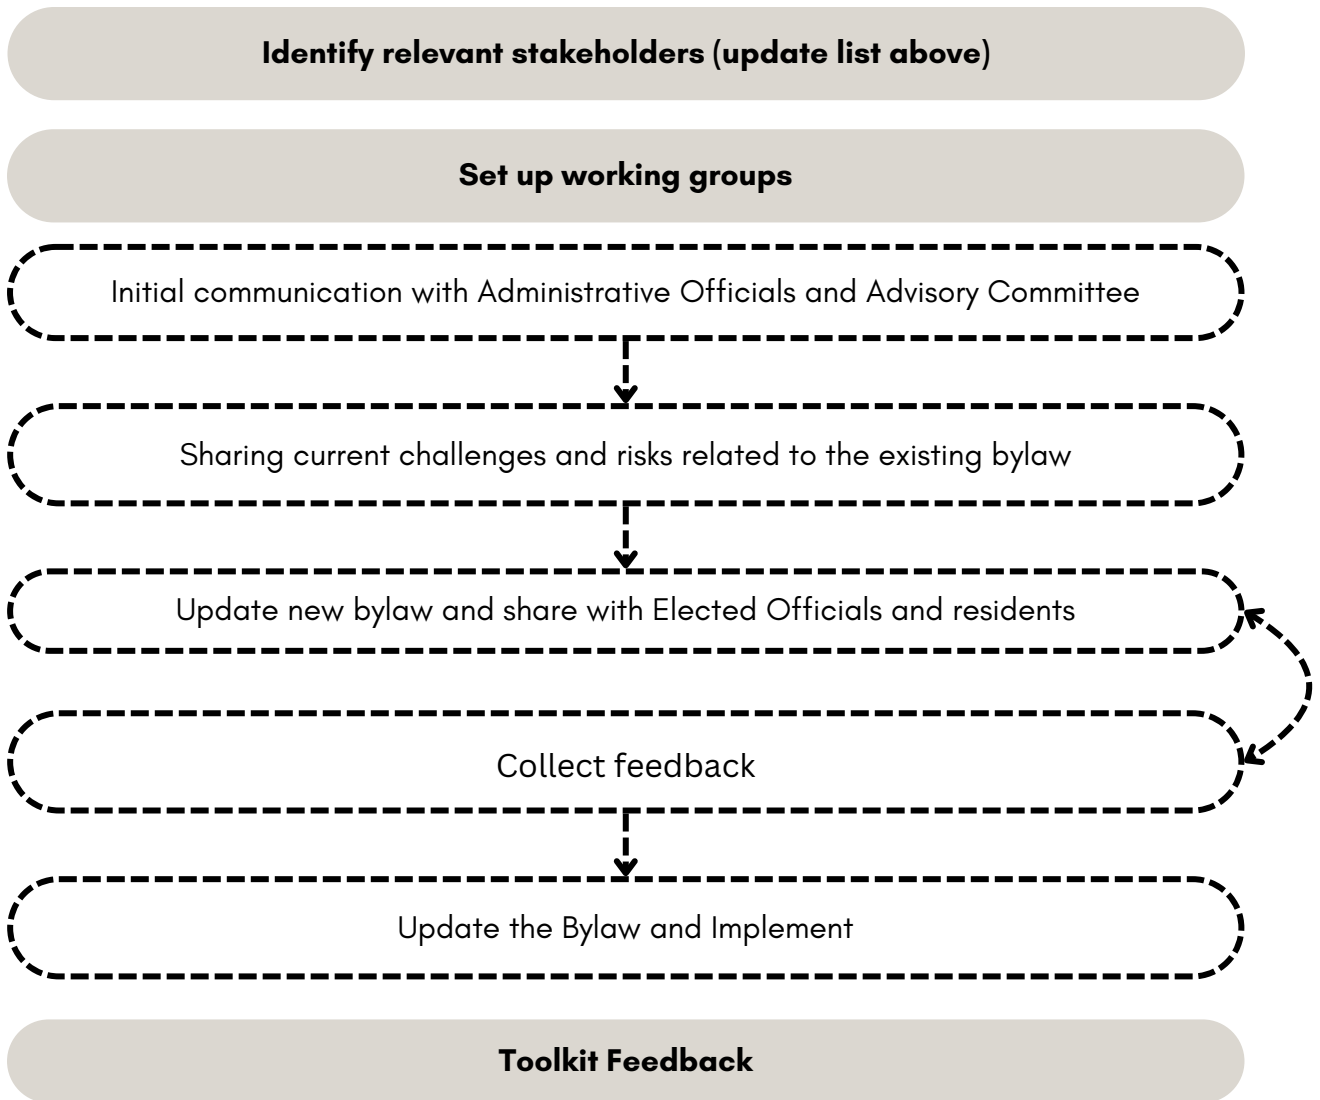 Identify relevant stakeholders (update list above)
Set up working groups
Initial communication with Administrative Officials and Advisory Committee
Sharing current challenges and risks related to the existing bylaw
Update new bylaw and share with Elected Officials and residents
Collect feedback
Update the Bylaw and Implement
Toolkit Feedback